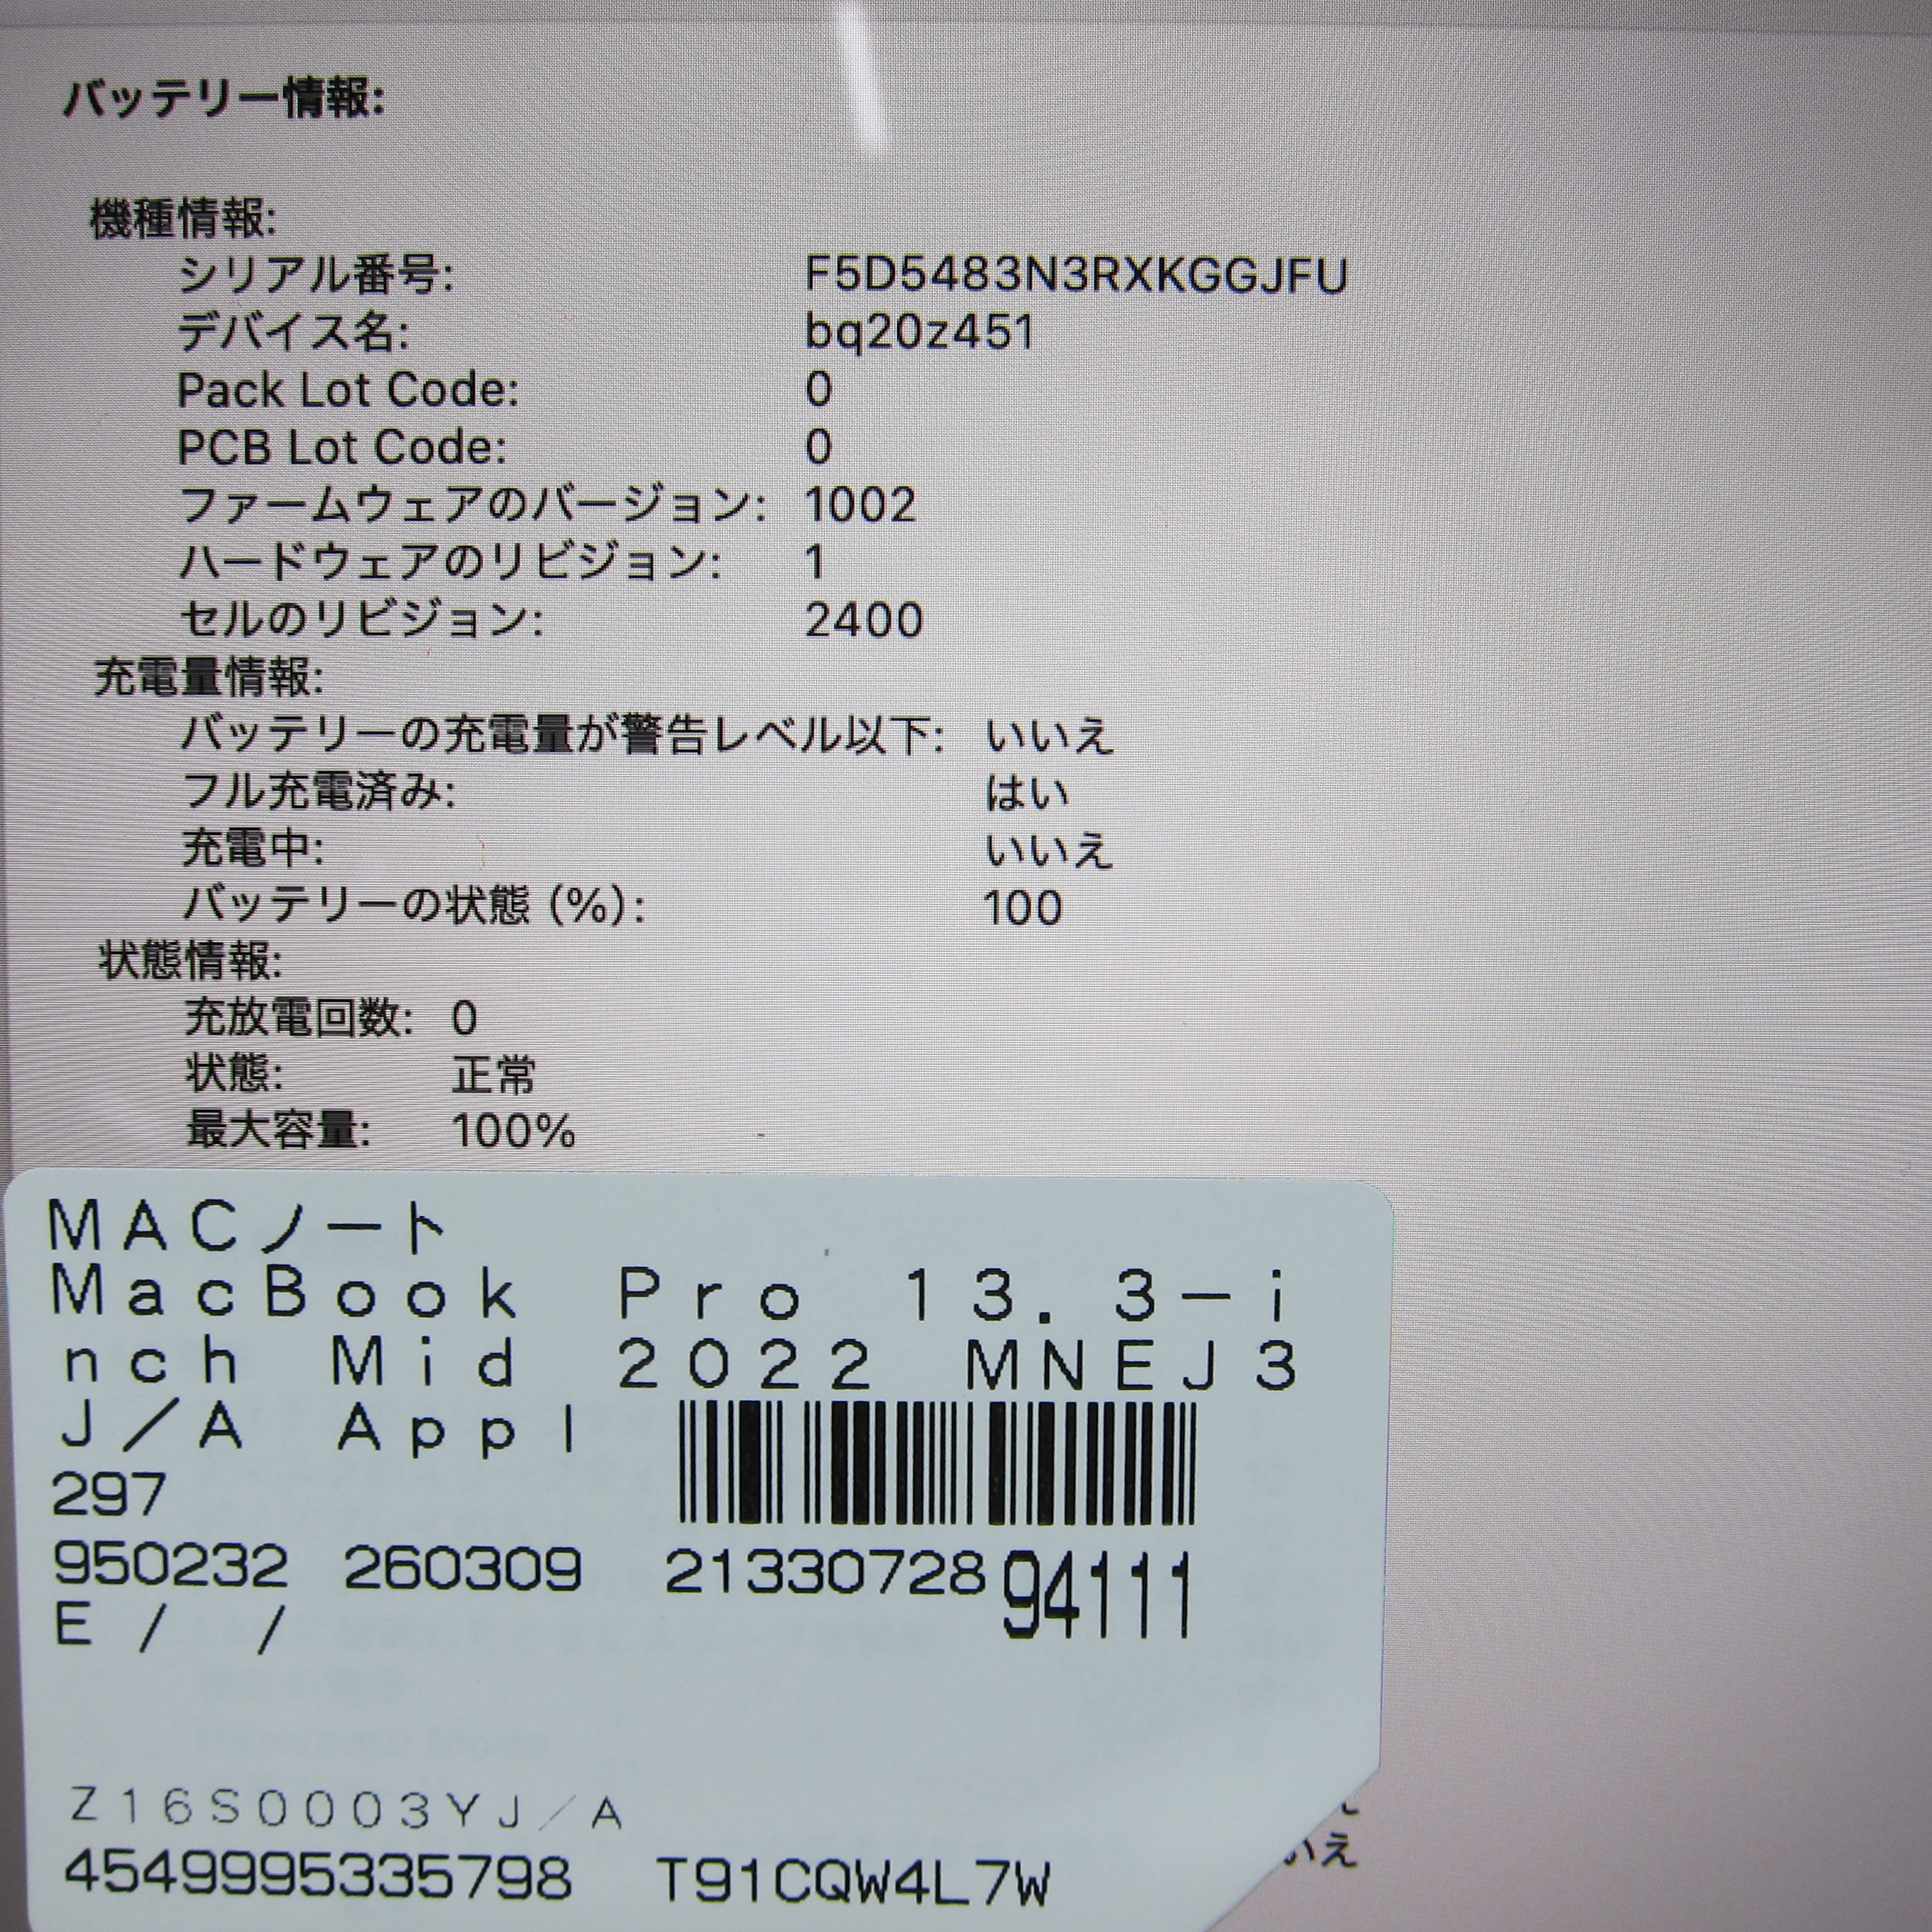 バッテリー情報:
機種情報:
シリアル番号: F5D5483N3RXKGGJFU
デバイス名: bq20z451
Pack Lot Code: 0
PCB Lot Code: 0
ファームウェアのバージョン: 1002
ハードウェアのリビジョン: 1
セルのリビジョン: 2400
充電量情報:
バッテリーの充電量が警告レベル以下: いいえ
フル充電済み: はい
充電中: いいえ
バッテリーの状態 (%): 100
状態情報:
充放電回数: 0
状態: 正常
最大容量: 100%
MACノート
MacBook Pro 13.3-i
nch Mid 2022 MNEJ3
J/A Appl
297
950232 260309 21330728 94111
E / /
Z16S0003YJ/A
4549995335798 T91CQW4L7W